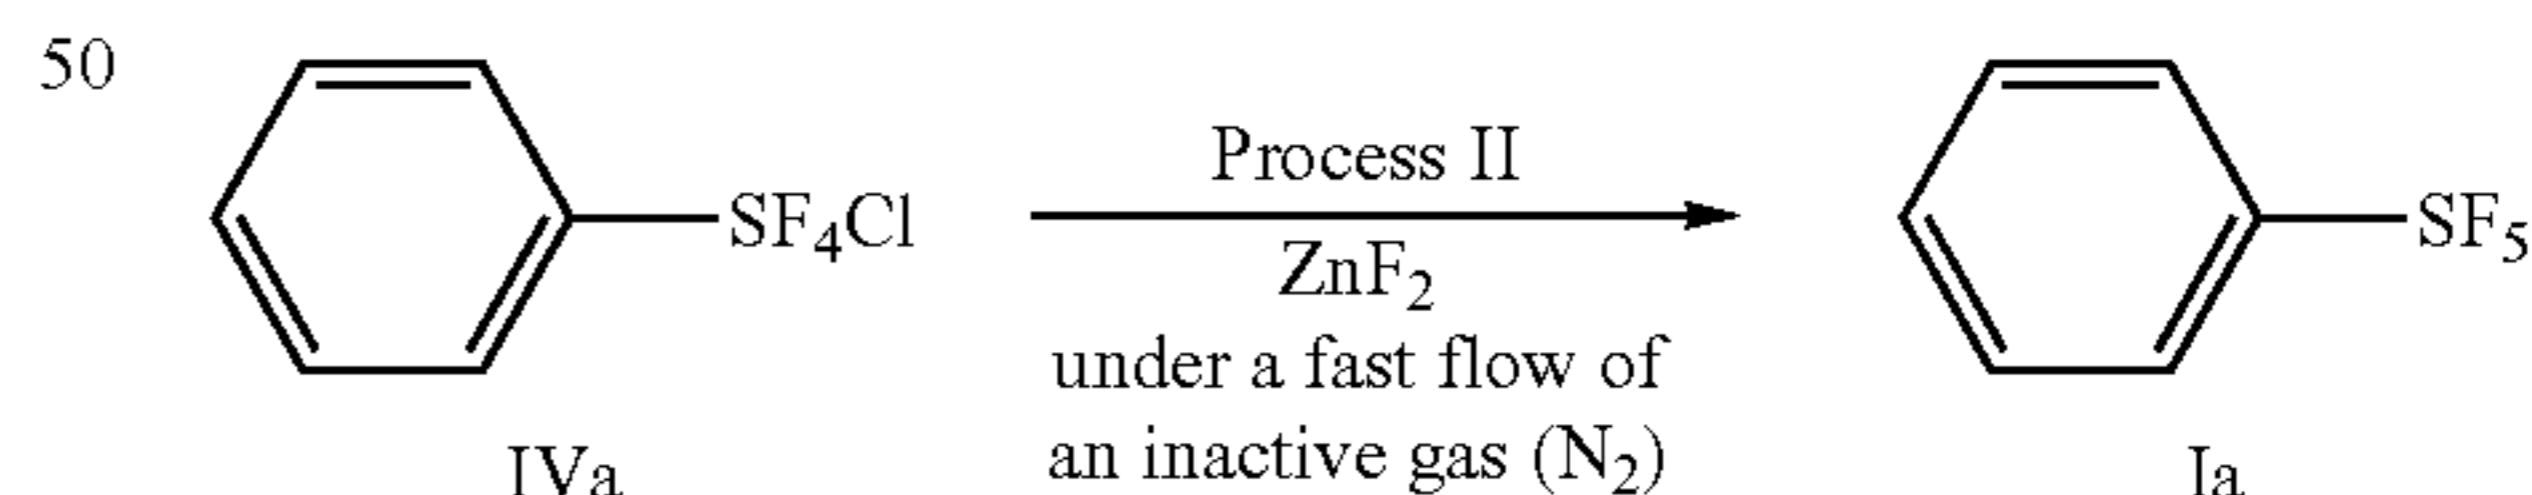 50
SF₄Cl
Process II
ZnF₂
under a fast flow of
an inactive gas (N₂)
SF₅
IVa
Ia